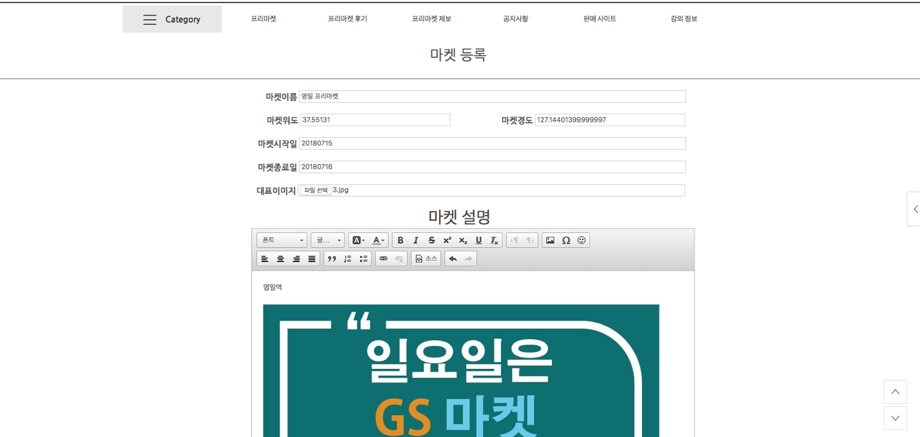 Category 프리마켓 프리마켓 후기 프리마켓 제보 공지사항 판매 사이트 강의 정보
마켓 등록
마켓이름 명일 프리마켓
마켓위도 37.55131 마켓경도 127.14401399999997
마켓시작일 20180715
마켓종료일 20180716
대표이미지 파일 선택 3.jpg
마켓 설명
폰트 글... A A B I S x² x₂ U Tx Ω
소스
명일역
일요일은
GS 마켓